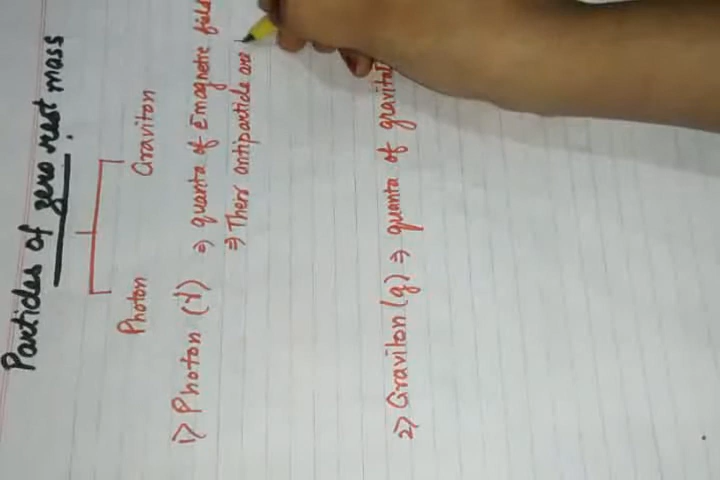 Particles of zero rest mass.
Photon Graviton
1) Photon (γ) ⇒ quanta of Emagnetic field
⇒ Their antiparticle are
2) Graviton (g) ⇒ quanta of